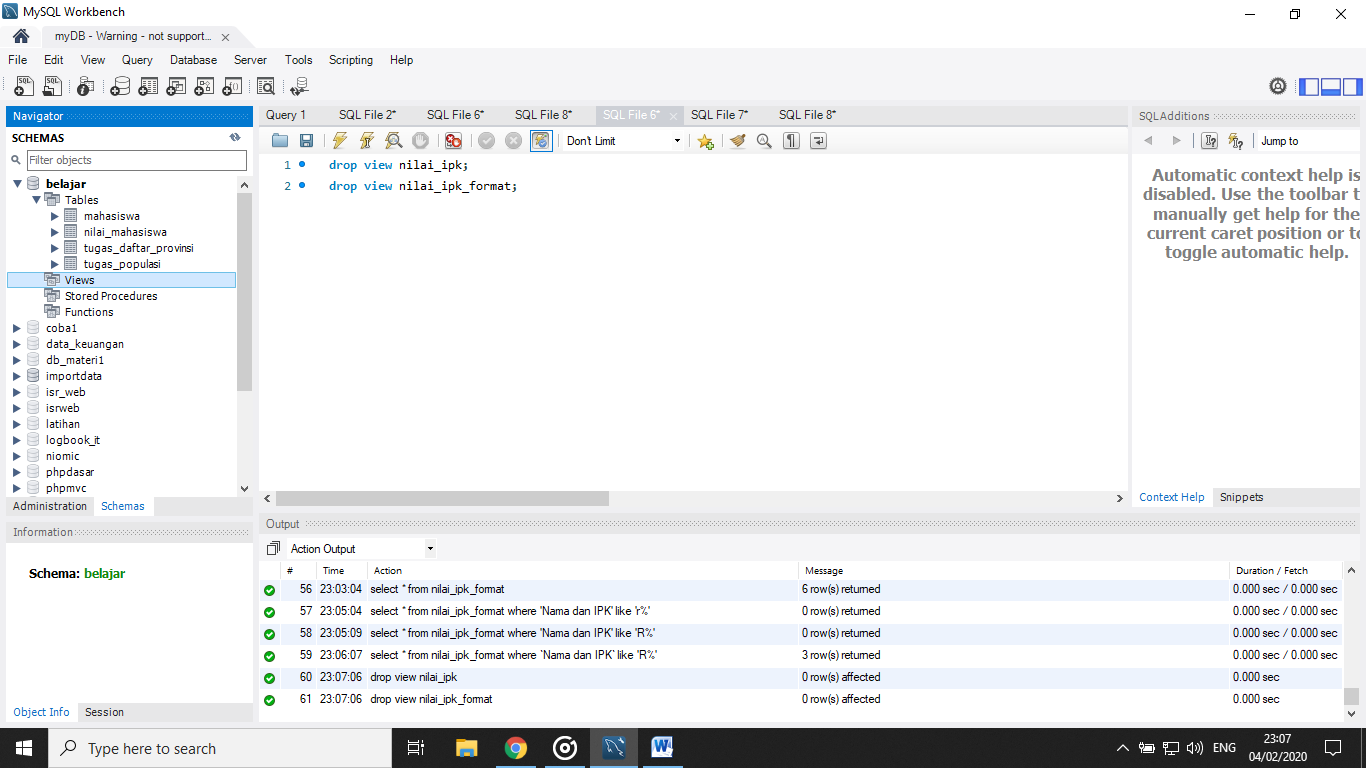 MySQL Workbench
myDB - Warning - not support...
File Edit View Query Database Server Tools Scripting Help
Navigator
SCHEMAS
Filter objects
belajar
Tables
mahasiswa
nilai_mahasiswa
tugas_daftar_provinsi
tugas_populasi
Views
Stored Procedures
Functions
coba1
data_keuangan
db_materi1
importdata
isr_web
isrweb
latihan
logbook_it
niomic
phpdasar
phpmvc
Administration Schemas
Information
Schema: belajar
Object Info Session
Query 1 SQL File 2* SQL File 6* SQL File 8* SQL File 6* SQL File 7* SQL File 8*
Don't Limit
1 drop view nilai_ipk;
2 drop view nilai_ipk_format;
SQLAdditions
Jump to
Automatic context help is
disabled. Use the toolbar t
manually get help for the
current caret position or to
toggle automatic help.
Context Help Snippets
Output
Action Output
# Time Action Message Duration / Fetch
56 23:03:04 select * from nilai_ipk_format 6 row(s) returned 0.000 sec / 0.000 sec
57 23:05:04 select * from nilai_ipk_format where 'Nama dan IPK' like 'r%' 0 row(s) returned 0.000 sec / 0.000 sec
58 23:05:09 select * from nilai_ipk_format where 'Nama dan IPK' like 'R%' 0 row(s) returned 0.000 sec / 0.000 sec
59 23:06:07 select * from nilai_ipk_format where `Nama dan IPK` like 'R%' 3 row(s) returned 0.000 sec / 0.000 sec
60 23:07:06 drop view nilai_ipk 0 row(s) affected 0.000 sec
61 23:07:06 drop view nilai_ipk_format 0 row(s) affected 0.000 sec
Type here to search
ENG
23:07
04/02/2020